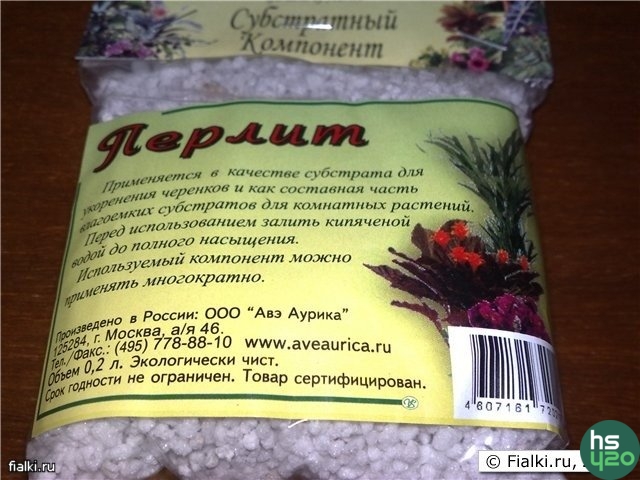 Субстратный
Компонент
Перлит
Применяется в качестве субстрата для
укоренения черенков и как составная часть
влагоемких субстратов для комнатных растений.
Перед использованием залить кипяченой
водой до полного насыщения.
Используемый компонент можно
применять многократно.
Произведено в России: ООО "Авэ Аурика"
125284, г. Москва, а/я 46.
Тел./Факс.: (495) 778-88-10 www.aveaurica.ru
Объем 0,2 л. Экологически чист.
Срок годности не ограничен. Товар сертифицирован.
4 607161
fialki.ru
© Fialki.ru,
hs
y20